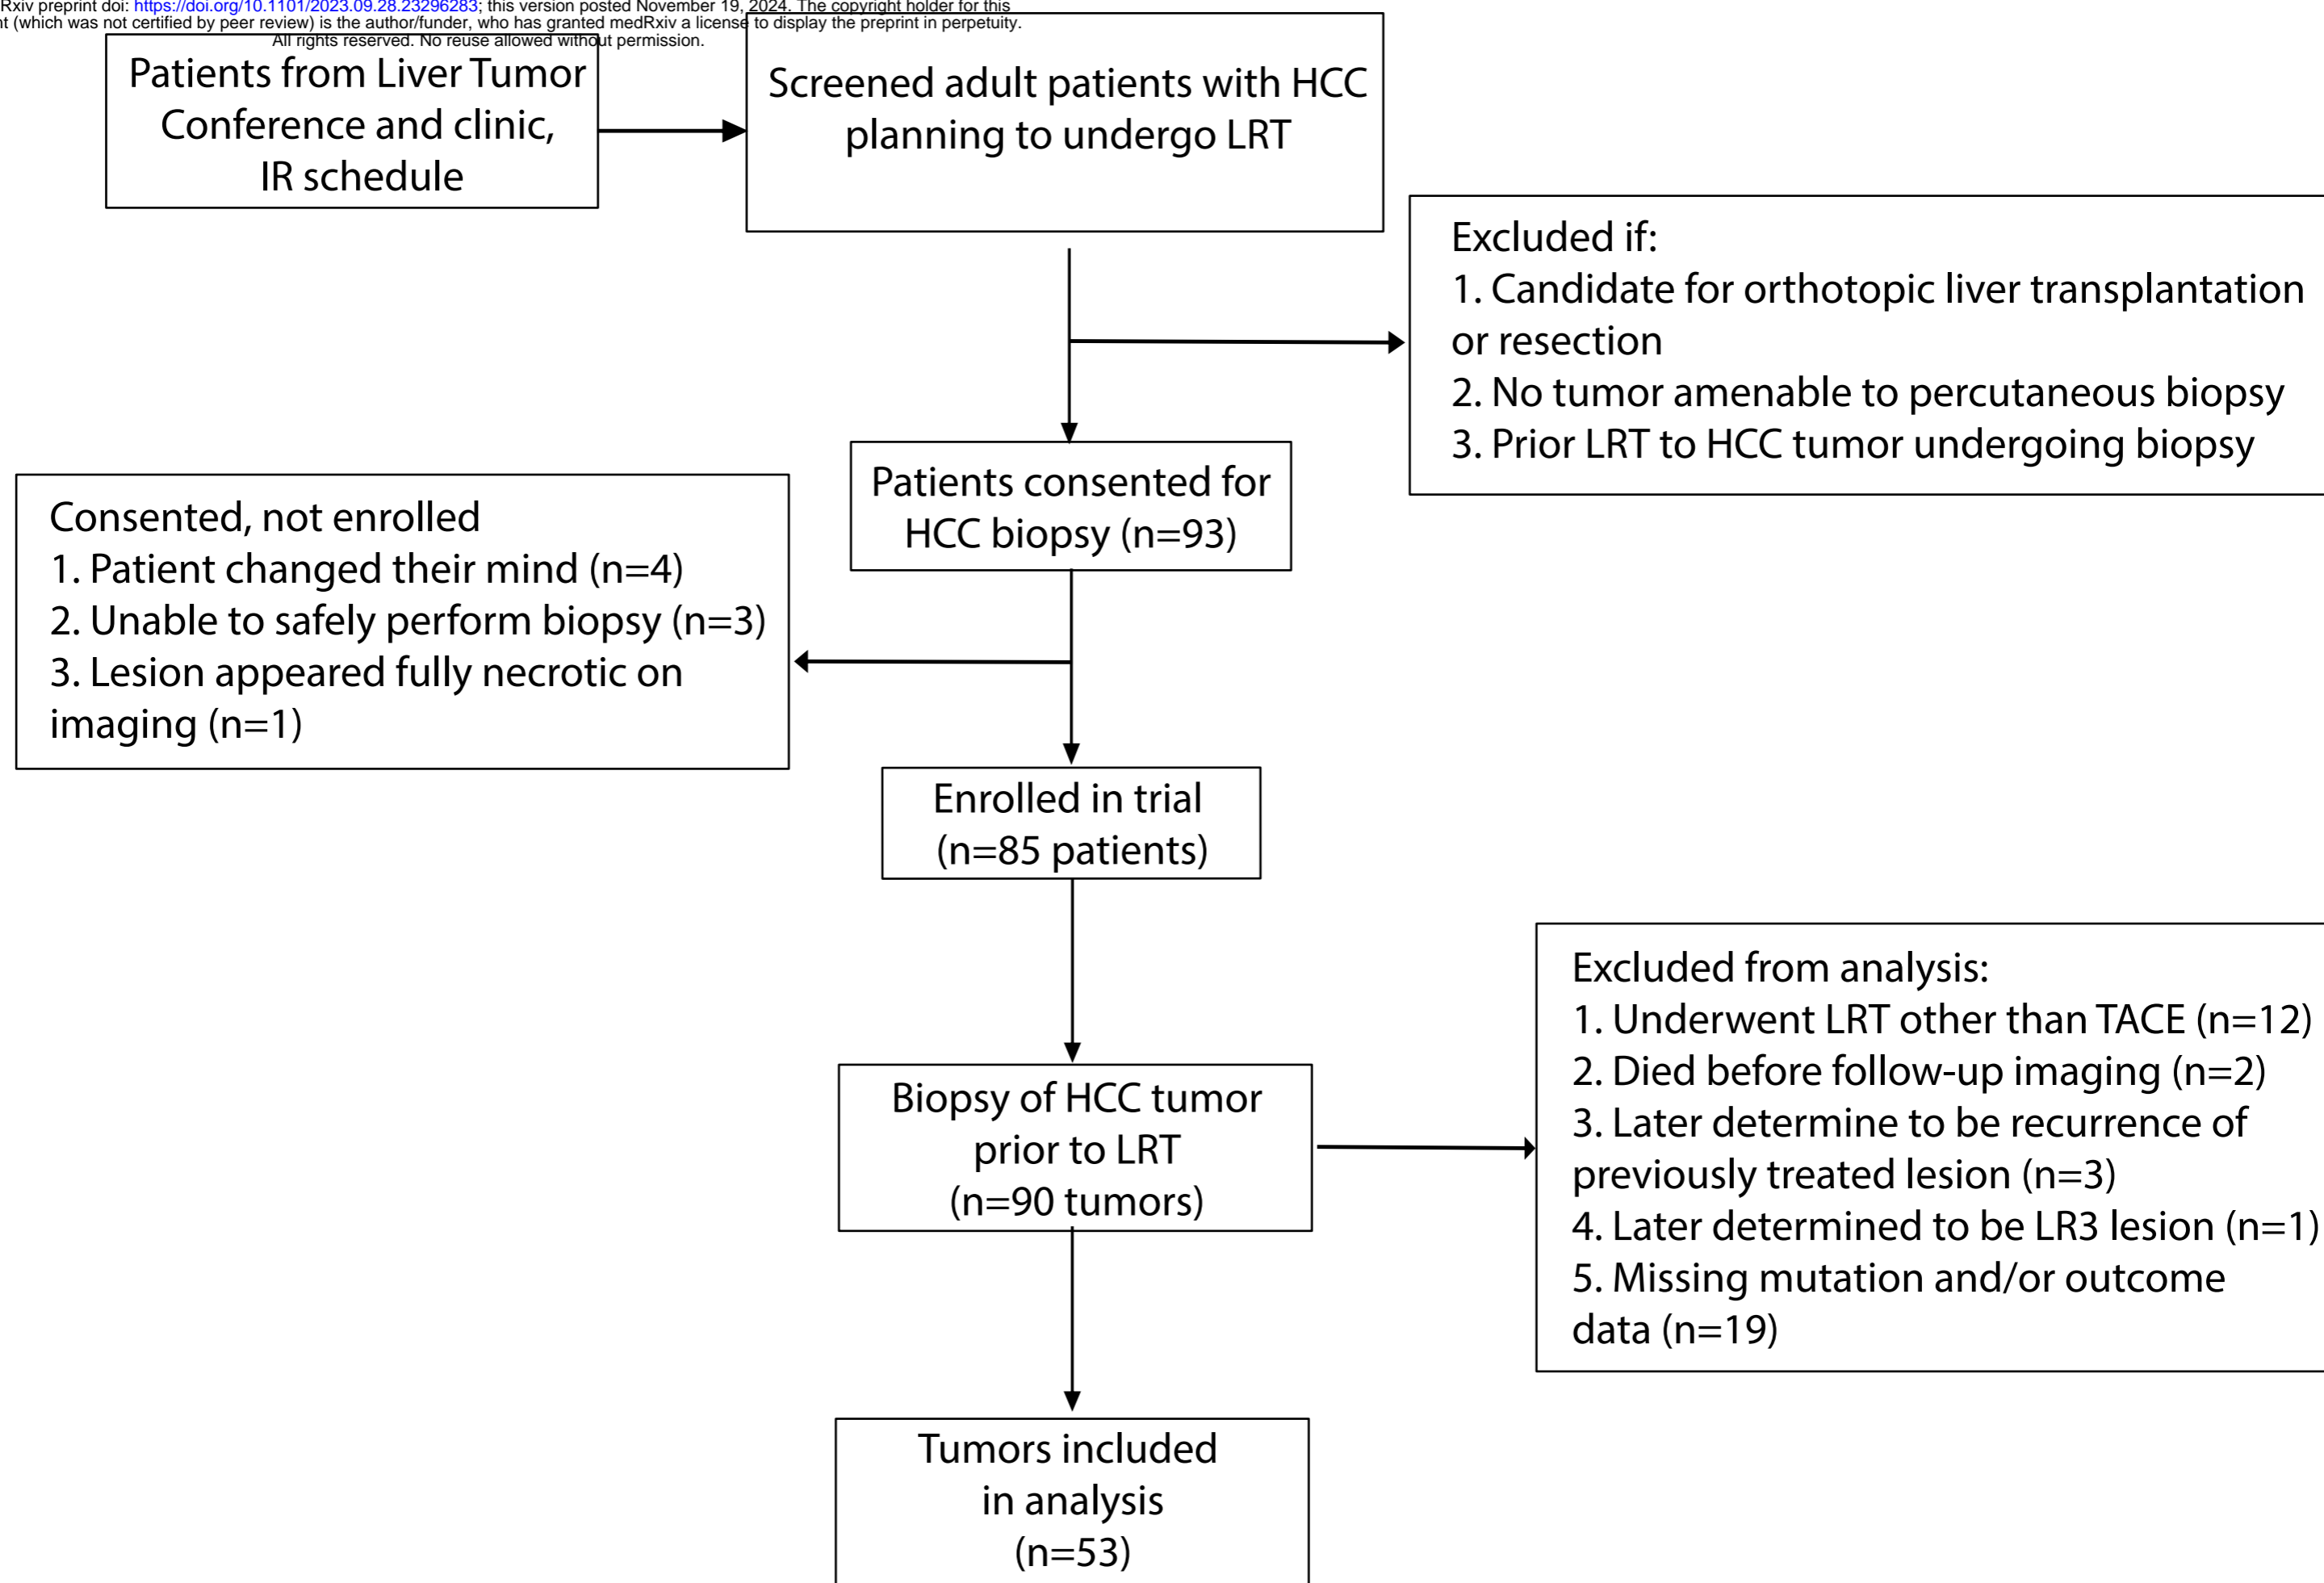 Rxiv preprint doi: https://doi.org/10.1101/2023.09.28.23296283; this version posted November 19, 2024. The copyright holder for this
(which was not certified by peer review) is the author/funder, who has granted medRxiv a license to display the preprint in perpetuity.
All rights reserved. No reuse allowed without permission.
Patients from Liver Tumor
Conference and clinic,
IR schedule
Screened adult patients with HCC
planning to undergo LRT
Excluded if:
1. Candidate for orthotopic liver transplantation
or resection
2. No tumor amenable to percutaneous biopsy
3. Prior LRT to HCC tumor undergoing biopsy
Patients consented for
HCC biopsy (n=93)
Consented, not enrolled
1. Patient changed their mind (n=4)
2. Unable to safely perform biopsy (n=3)
3. Lesion appeared fully necrotic on
imaging (n=1)
Enrolled in trial
(n=85 patients)
Biopsy of HCC tumor
prior to LRT
(n=90 tumors)
Excluded from analysis:
1. Underwent LRT other than TACE (n=12)
2. Died before follow-up imaging (n=2)
3. Later determine to be recurrence of
previously treated lesion (n=3)
4. Later determined to be LR3 lesion (n=1)
5. Missing mutation and/or outcome
data (n=19)
Tumors included
in analysis
(n=53)